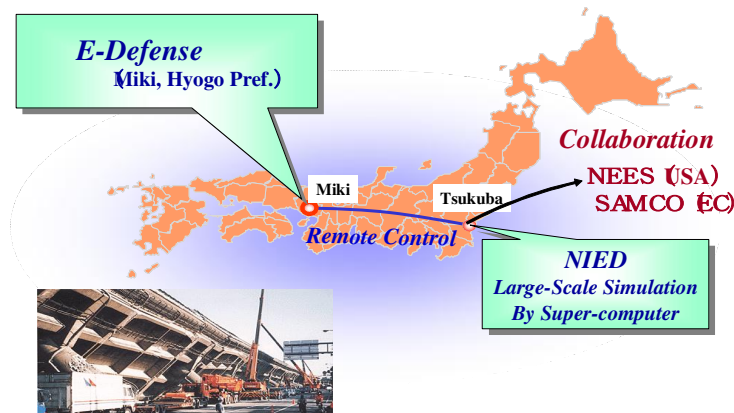 E-Defense
(Miki, Hyogo Pref.)
Miki
Tsukuba
Remote Control
Collaboration
NEES (USA)
SAMCO (EC)
NIED
Large-Scale Simulation
By Super-computer